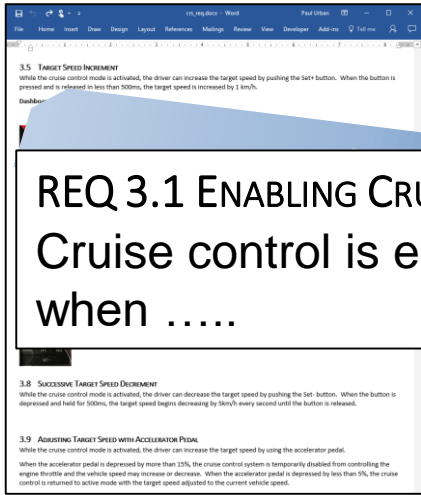 crs_req.docx - Word Paul Urban
File Home Insert Draw Design Layout References Mailings Review View Developer Add-ins Tell me
3.5 TARGET SPEED INCREMENT
While the cruise control mode is activated, the driver can increase the target speed by pushing the Set+ button. When the button is
pressed and is released in less than 500ms, the target speed is increased by 1 km/h.
REQ 3.1 ENABLING
Cruise control is
when …..
3.8 SUCCESSIVE TARGET SPEED DECREMENT
While the cruise control mode is activated, the driver can decrease the target speed by pushing the Set- button. When the button is
depressed and held for 500ms, the target speed begins decreasing by 5km/h every second until the button is released.
3.9 ADJUSTING TARGET SPEED WITH ACCELERATOR PEDAL
While the cruise control mode is activated, the driver can increase the target speed by using the accelerator pedal.
When the accelerator pedal is depressed by more than 15%, the cruise control system is temporarily disabled from controlling the
engine throttle and the vehicle speed may increase or decrease. When the accelerator pedal is depressed by less than 5%, the cruise
control is returned to active mode with the target speed adjusted to the current vehicle speed.